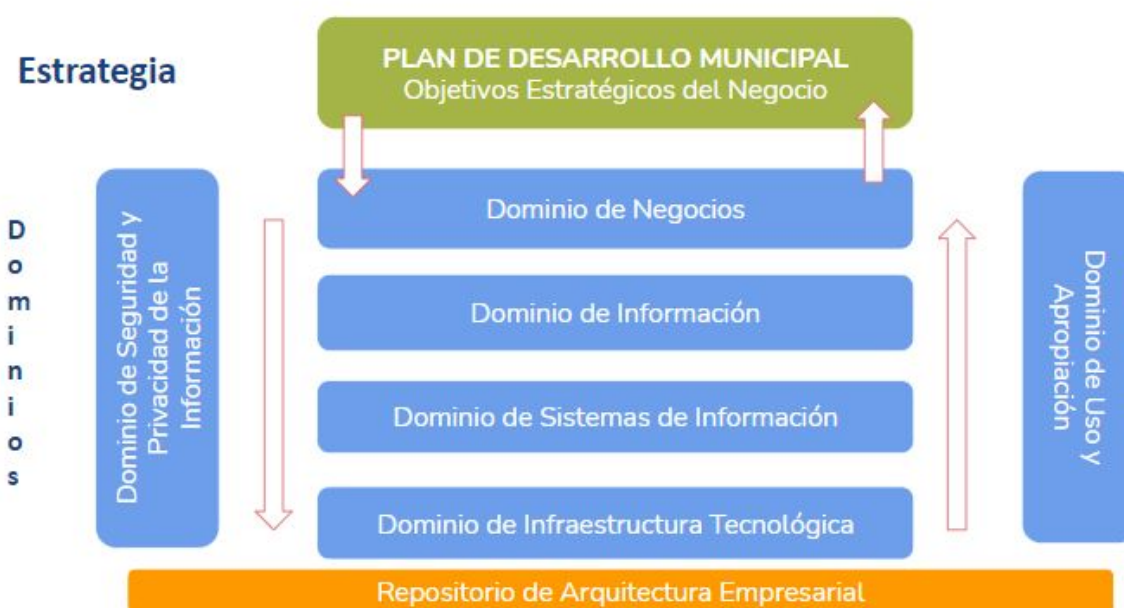 Estrategia
PLAN DE DESARROLLO MUNICIPAL
Objetivos Estratégicos del Negocio
Dominios
Dominio de Seguridad y
Privacidad de la
Información
Dominio de Negocios
Dominio de Información
Dominio de Sistemas de Información
Dominio de Infraestructura Tecnológica
Dominio de Uso y
Apropiación
Repositorio de Arquitectura Empresarial